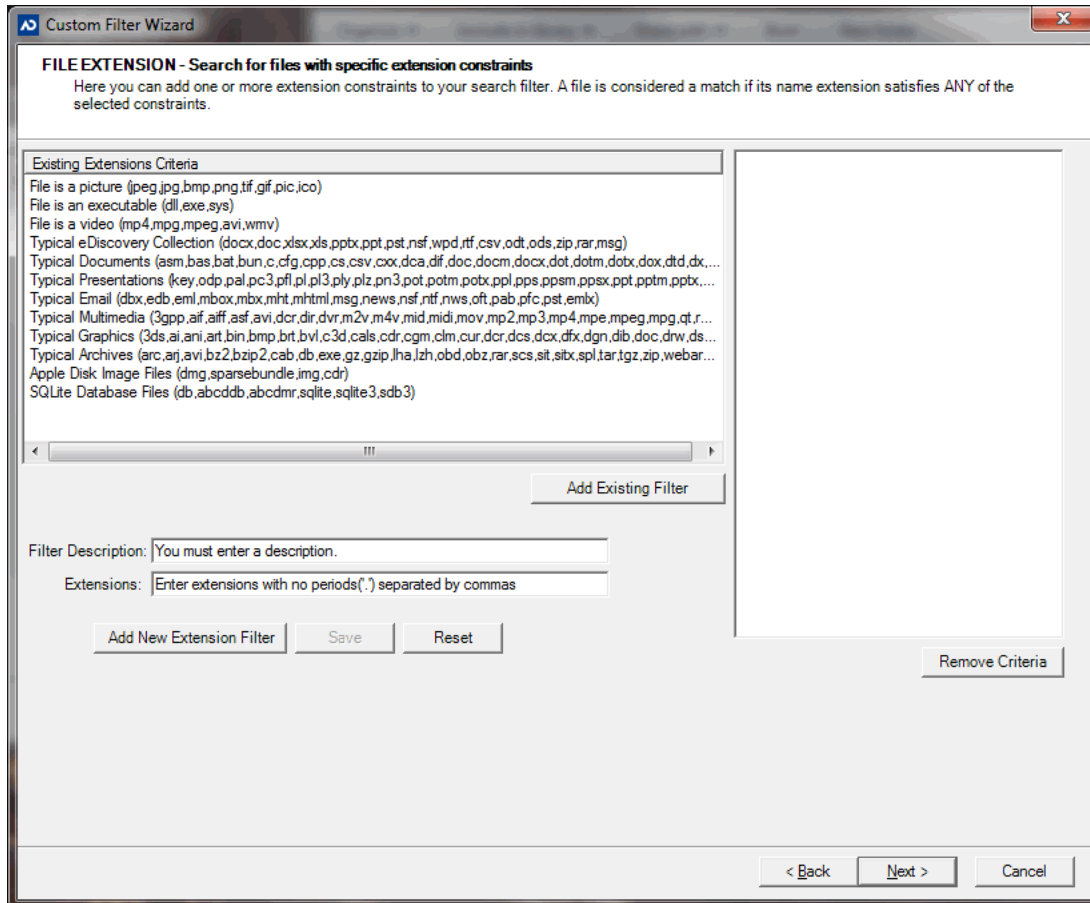 Custom Filter Wizard
FILE EXTENSION - Search for files with specific extension constraints
Here you can add one or more extension constraints to your search filter. A file is considered a match if its name extension satisfies ANY of the
selected constraints.
Existing Extensions Criteria
File is a picture (jpeg,jpg,bmp,png,tif,gif,pic,ico)
File is an executable (dll,exe,sys)
File is a video (mp4,mpg,mpeg,avi,wmv)
Typical eDiscovery Collection (docx,doc,xlsx,xls,pptx,ppt,pst,nsf,wpd,rtf,csv,odt,ods,zip,rar,msg)
Typical Documents (asm,bas,bat,bun,c,cfg,cpp,cs,csv,cxx,dca,dif,doc,docm,docx,dot,dotm,dotx,dox,dtd,dx,...
Typical Presentations (key,odp,pal,pc3,pfl,pl,pl3,ply,plz,pn3,pot,potm,potx,ppl,pps,ppsm,ppsx,ppt,pptm,pptx,...
Typical Email (dbx,edb,eml,mbox,mbx,mht,mhtml,msg,news,nsf,ntf,nws,oft,pab,pfc,pst,emlx)
Typical Multimedia (3gpp,aif,aiff,asf,avi,dcr,dir,dvr,m2v,m4v,mid,midi,mov,mp2,mp3,mp4,mpe,mpeg,mpg,qt,r...
Typical Graphics (3ds,ai,ani,art,bin,bmp,brt,bvl,c3d,cals,cdr,cgm,clm,cur,dcr,dcs,dcx,dfx,dgn,dib,doc,drw,ds...
Typical Archives (arc,arj,avi,bz2,bzip2,cab,db,exe,gz,gzip,lha,lzh,obd,obz,rar,scs,sit,sitx,spl,tar,tgz,zip,webar...
Apple Disk Image Files (dmg,sparsebundle,img,cdr)
SQLite Database Files (db,abcddb,abcdmr,sqlite,sqlite3,sdb3)
Add Existing Filter
Filter Description: You must enter a description.
Extensions: Enter extensions with no periods('.') separated by commas
Add New Extension Filter Save Reset
Remove Criteria
< Back Next > Cancel